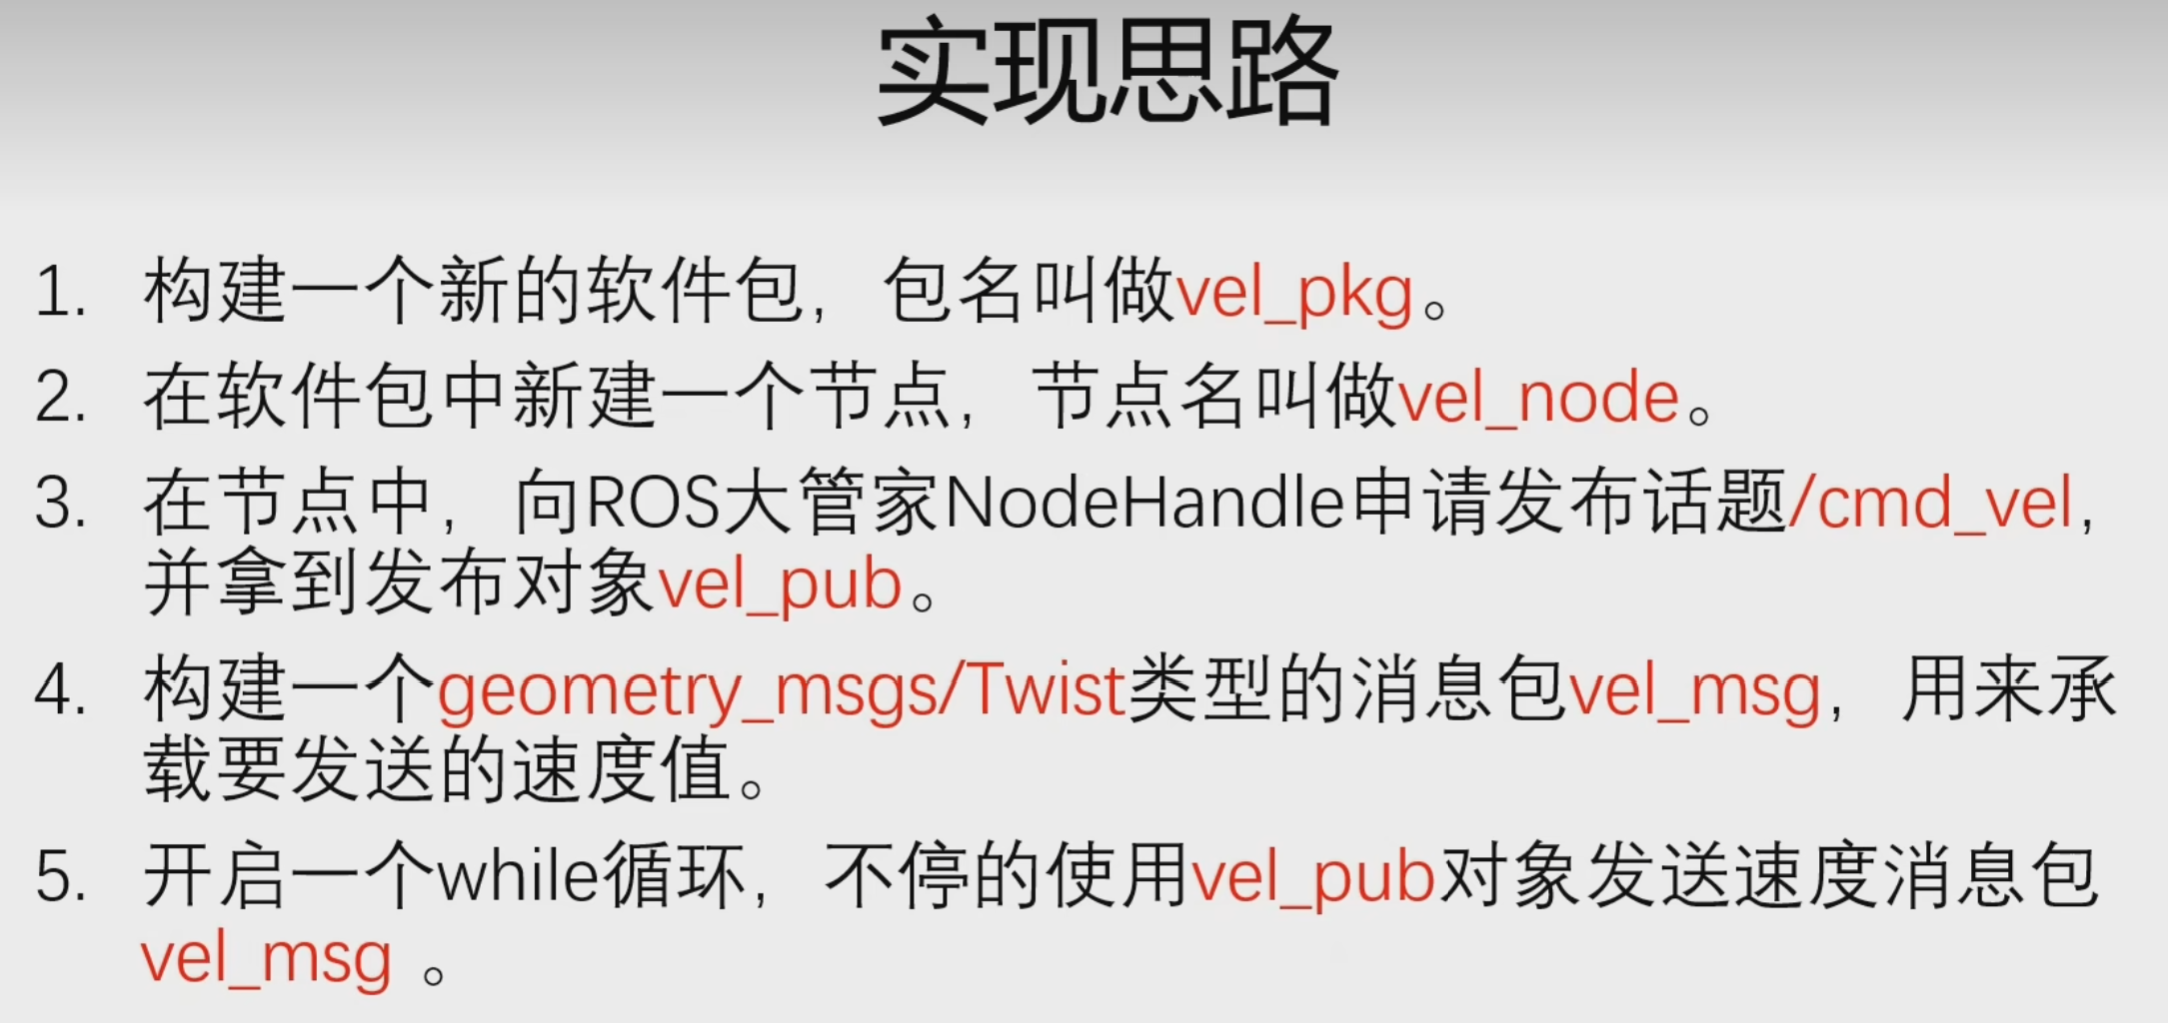 实现思路
1. 构建一个新的软件包，包名叫做vel_pkg。
2. 在软件包中新建一个节点，节点名叫做vel_node。
3. 在节点中，向ROS大管家NodeHandle申请发布话题/cmd_vel，
并拿到发布对象vel_pub。
4. 构建一个geometry_msgs/Twist类型的消息包vel_msg，用来承
载要发送的速度值。
5. 开启一个while循环，不停的使用vel_pub对象发送速度消息包
vel_msg 。